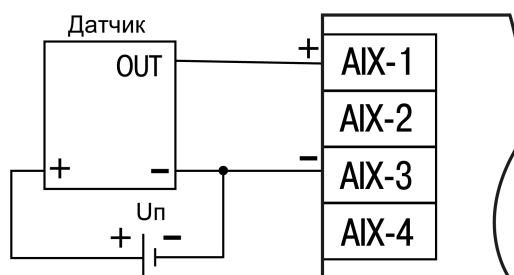 Датчик
OUT
+
AIX-1
AIX-2
+
–
–
AIX-3
Uп
+
–
AIX-4